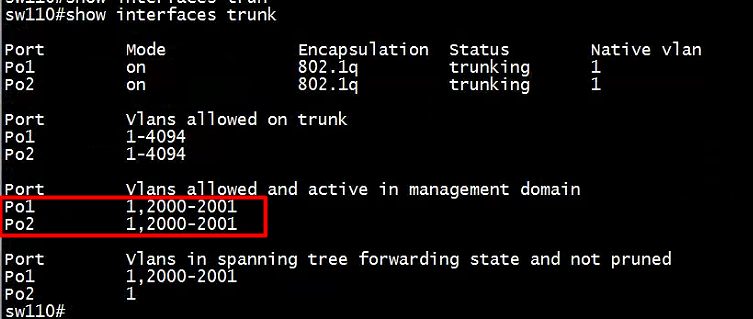 sw110#show interfaces trunk
Port Mode Encapsulation Status Native vlan
Po1 on 802.1q trunking 1
Po2 on 802.1q trunking 1
Port Vlans allowed on trunk
Po1 1-4094
Po2 1-4094
Port Vlans allowed and active in management domain
Po1 1,2000-2001
Po2 1,2000-2001
Port Vlans in spanning tree forwarding state and not pruned
Po1 1,2000-2001
Po2 1
sw110#